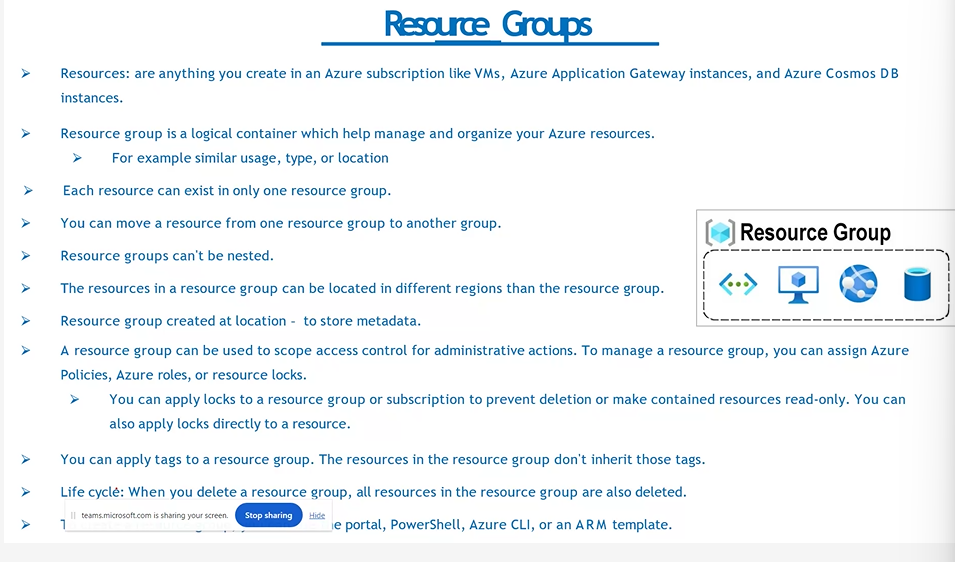 Resource Groups
Resources: are anything you create in an Azure subscription like VMs, Azure Application Gateway instances, and Azure Cosmos DB
instances.
Resource group is a logical container which help manage and organize your Azure resources.
For example similar usage, type, or location
Each resource can exist in only one resource group.
You can move a resource from one resource group to another group.
Resource groups can't be nested.
The resources in a resource group can be located in different regions than the resource group.
Resource group created at location - to store metadata.
Resource Group
A resource group can be used to scope access control for administrative actions. To manage a resource group, you can assign Azure
Policies, Azure roles, or resource locks.
You can apply locks to a resource group or subscription to prevent deletion or make contained resources read-only. You can
also apply locks directly to a resource.
You can apply tags to a resource group. The resources in the resource group don't inherit those tags.
Life cycle: When you delete a resource group, all resources in the resource group are also deleted.
teams.microsoft.com is sharing your screen. Stop sharing Hide
portal, PowerShell, Azure CLI, or an ARM template.